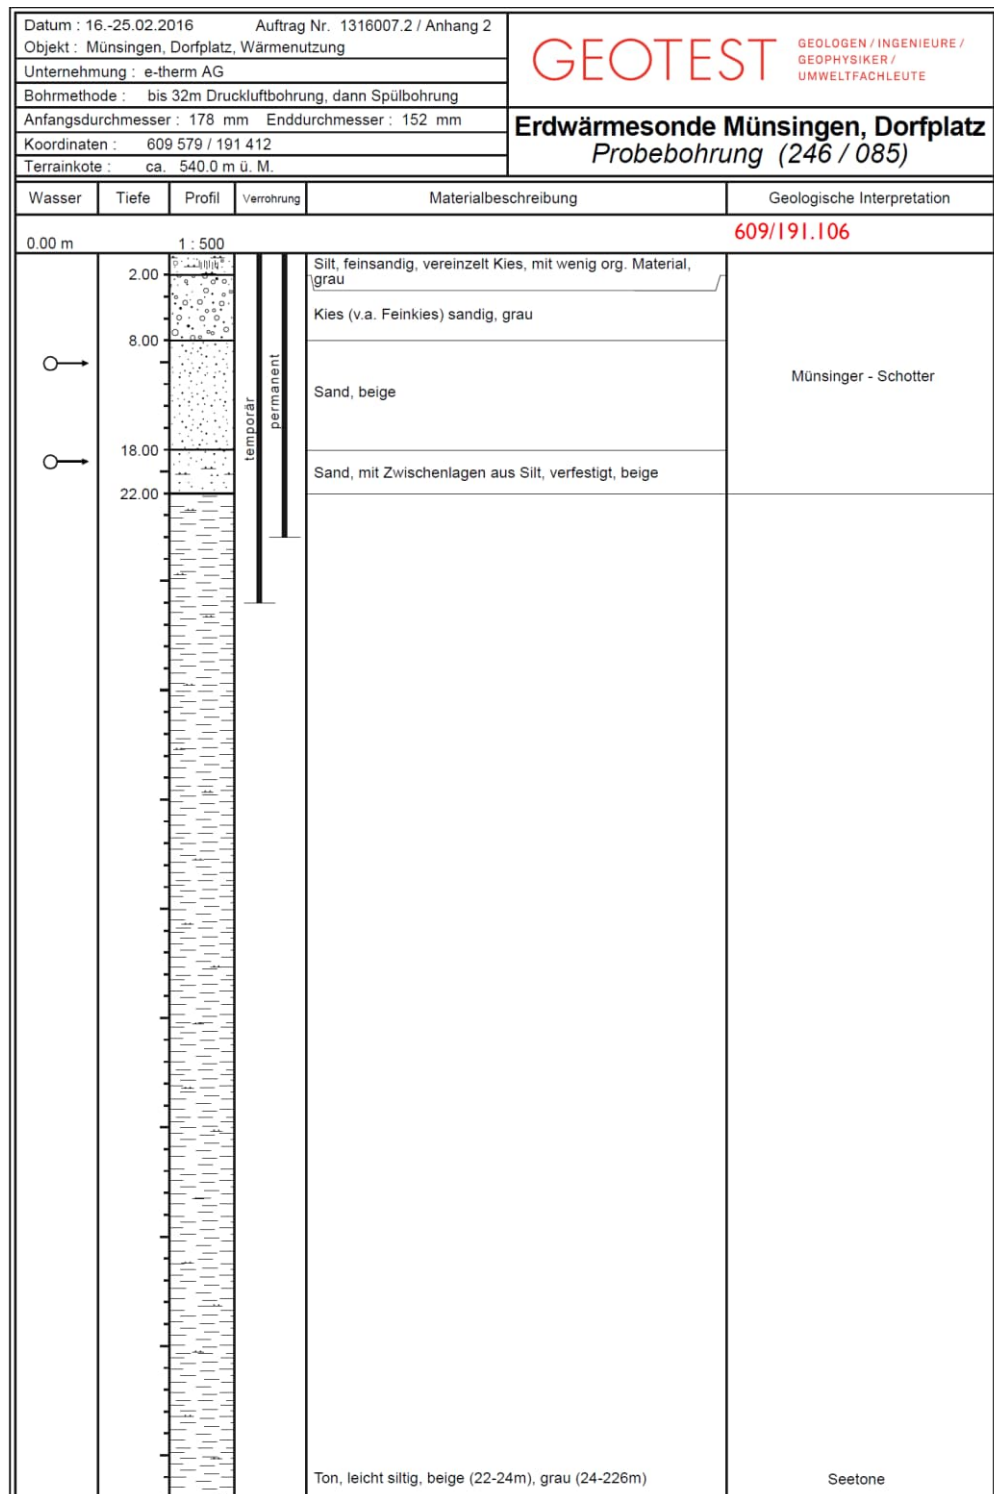 Datum : 16.-25.02.2016 Auftrag Nr. 1316007.2 / Anhang 2
Objekt : Münsingen, Dorfplatz, Wärmenutzung
Unternehmung : e-therm AG
Bohrmethode : bis 32m Druckluftbohrung, dann Spülbohrung
Anfangsdurchmesser : 178 mm Enddurchmesser : 152 mm
Koordinaten : 609 579 / 191 412
Terrainkote : ca. 540.0 m ü. M.
GEOTEST
GEOLOGEN / INGENIEURE /
GEOPHYSIKER /
UMWELTFACHLEUTE
Erdwärmesonde Münsingen, Dorfplatz
Probebohrung (246 / 085)
Wasser Tiefe Profil Verrohrung Materialbeschreibung Geologische Interpretation
609/191.106
0.00 m 1 : 500
Silt, feinsandig, vereinzelt Kies, mit wenig org. Material,
grau
2.00
Kies (v.a. Feinkies) sandig, grau
8.00
temporär
permanent
Sand, beige
Münsinger - Schotter
18.00
Sand, mit Zwischenlagen aus Silt, verfestigt, beige
22.00
Ton, leicht siltig, beige (22-24m), grau (24-226m) Seetone